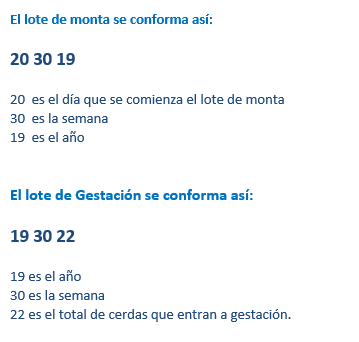 El lote de monta se conforma así:
20 30 19
20 es el día que se comienza el lote de monta
30 es la semana
19 es el año
El lote de Gestación se conforma así:
19 30 22
19 es el año
30 es la semana
22 es el total de cerdas que entran a gestación.